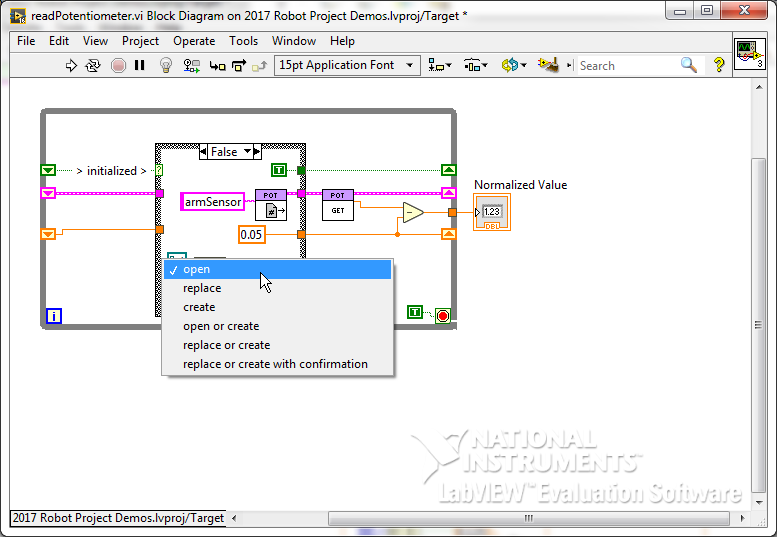 readPotentiometer.vi Block Diagram on 2017 Robot Project Demos.lvproj/Target *
File Edit View Project Operate Tools Window Help
15pt Application Font
Search
?
3
False
> initialized >
?
T
armSensor
POT
POT
GET
Normalized Value
1.23
DBL
0.05
open
replace
create
open or create
replace or create
replace or create with confirmation
i
T
NATIONAL
INSTRUMENTS™
LabVIEW™ Evaluation Software
2017 Robot Project Demos.lvproj/Target